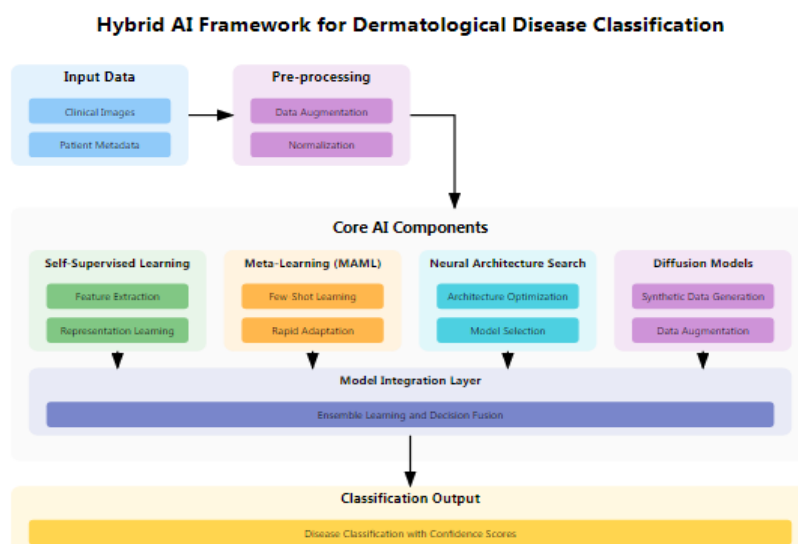 Hybrid AI Framework for Dermatological Disease Classification
Input Data
Clinical Images
Patient Metadata
Pre-processing
Data Augmentation
Normalization
Core AI Components
Self-Supervised Learning
Feature Extraction
Representation Learning
Meta-Learning (MAML)
Few-Shot Learning
Rapid Adaptation
Neural Architecture Search
Architecture Optimization
Model Selection
Diffusion Models
Synthetic Data Generation
Data Augmentation
Model Integration Layer
Ensemble Learning and Decision Fusion
Classification Output
Disease Classification with Confidence Scores